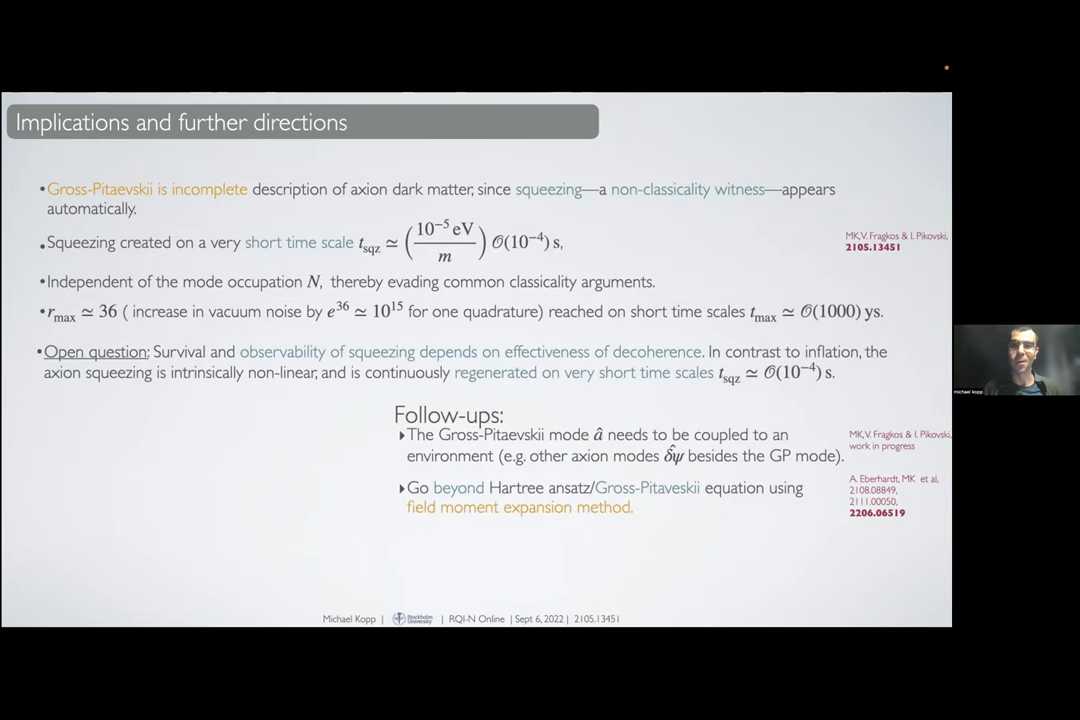 Implications and further directions
•Gross-Pitaevskii is incomplete description of axion dark matter, since squeezing—a non-classicality witness—appears
automatically.
•Squeezing created on a very short time scale t_sqz ≃ (10⁻⁵ eV / m) 𝒪(10⁻⁴) s,
MK, V. Fragkos & I. Pikovski,
2105.13451
•Independent of the mode occupation N, thereby evading common classicality arguments.
•r_max ≃ 36 ( increase in vacuum noise by e³⁶ ≃ 10¹⁵ for one quadrature) reached on short time scales t_max ≃ 𝒪(1000) ys.
•Open question: Survival and observability of squeezing depends on effectiveness of decoherence. In contrast to inflation, the
axion squeezing is intrinsically non-linear, and is continuously regenerated on very short time scales t_sqz ≃ 𝒪(10⁻⁴) s.
michael kopp
Follow-ups:
‣The Gross-Pitaevskii mode â needs to be coupled to an
environment (e.g. other axion modes δ̂ψ besides the GP mode).
MK, V. Fragkos & I. Pikovski,
work in progress
‣Go beyond Hartree ansatz/Gross-Pitaveskii equation using
field moment expansion method.
A. Eberhardt, MK et al,
2108.08849,
2111.00050,
2206.06519
Michael Kopp | Stockholm University | RQI-N Online | Sept 6, 2022 | 2105.13451